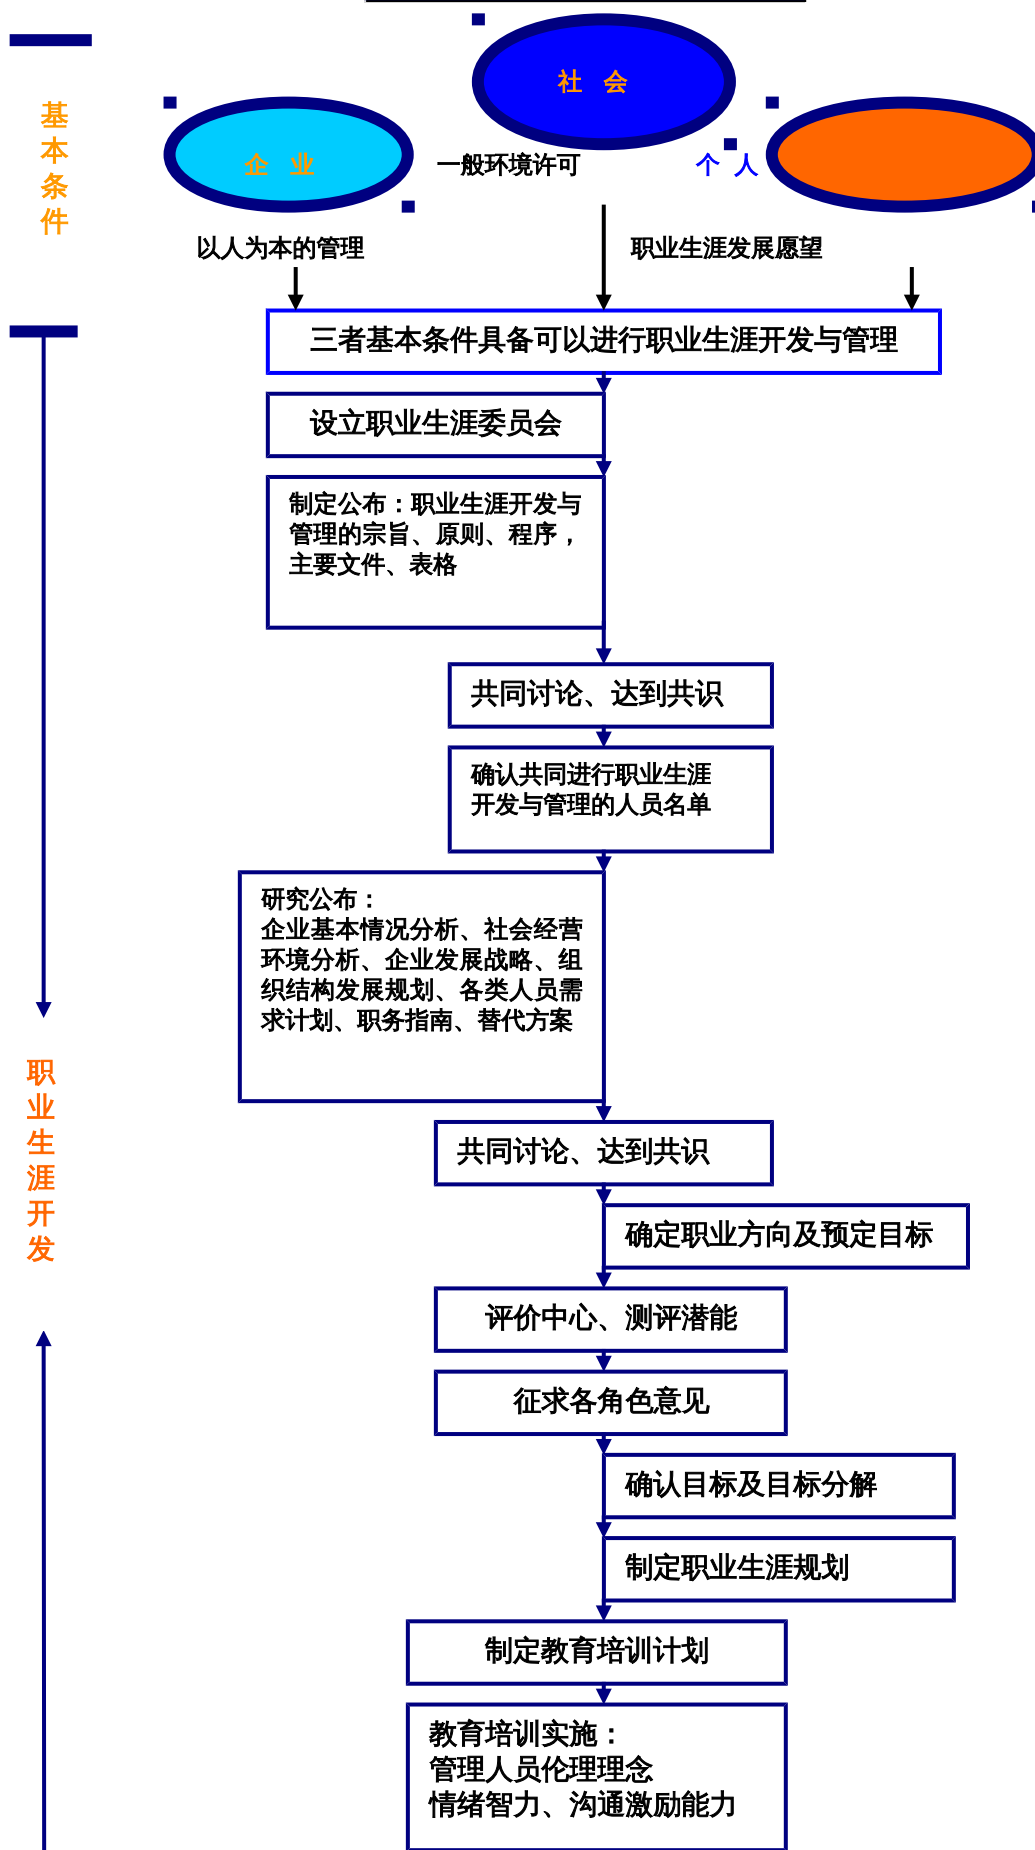 社 会
基本条件
企 业
一般环境许可
个 人
以人为本的管理
职业生涯发展愿望
三者基本条件具备可以进行职业生涯开发与管理
设立职业生涯委员会
制定公布：职业生涯开发与
管理的宗旨、原则、程序，
主要文件、表格
共同讨论、达到共识
确认共同进行职业生涯
开发与管理的人员名单
研究公布：
企业基本情况分析、社会经营
环境分析、企业发展战略、组
织结构发展规划、各类人员需
求计划、职务指南、替代方案
职业生涯开发
共同讨论、达到共识
确定职业方向及预定目标
评价中心、测评潜能
征求各角色意见
确认目标及目标分解
制定职业生涯规划
制定教育培训计划
教育培训实施：
管理人员伦理理念
情绪智力、沟通激励能力